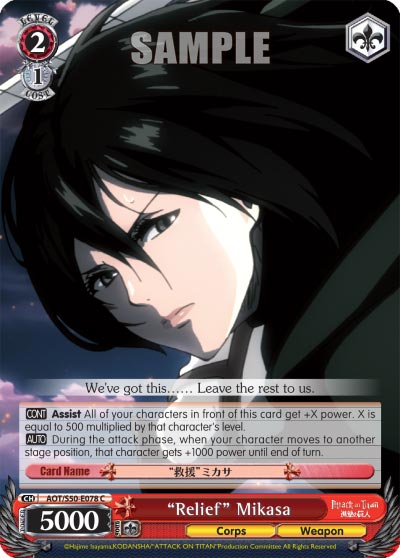 LEVEL
2
1
COST
SAMPLE
We've got this…… Leave the rest to us.
CONT Assist All of your characters in front of this card get +X power. X is
equal to 500 multiplied by that character's level.
AUTO During the attack phase, when your character moves to another
stage position, that character gets +1000 power until end of turn.
Card Name "救援"ミカサ
CH AOT/S50-E078 C
5000
"Relief" Mikasa
Attack on Titan
進撃の巨人
Corps Weapon
©Hajime Isayama,KODANSHA/"ATTACK ON TITAN"Production Committee All Rights Reserved